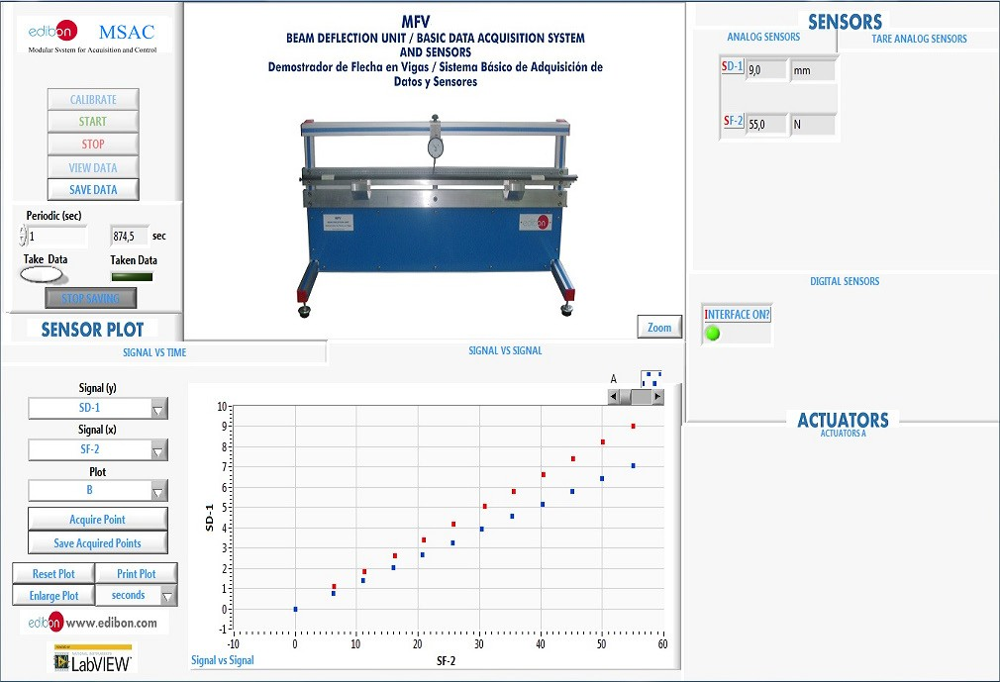 edibon MSAC
Modular System for Acquisition and Control
CALIBRATE
START
STOP
VIEW DATA
SAVE DATA
Periodic (sec)
1
874,5 sec
Take Data
Taken Data
STOP SAVING
MFV
BEAM DEFLECTION UNIT / BASIC DATA ACQUISITION SYSTEM
AND SENSORS
Demostrador de Flecha en Vigas / Sistema Básico de Adquisición de
Datos y Sensores
MFV
edibon
Zoom
SENSORS
ANALOG SENSORS
TARE ANALOG SENSORS
SD-1 9,0 mm
SF-2 55,0 N
DIGITAL SENSORS
INTERFACE ON?
ACTUATORS
ACTUATORS A
SENSOR PLOT
SIGNAL VS TIME
SIGNAL VS SIGNAL
Signal (y)
SD-1
Signal (x)
SF-2
Plot
B
Acquire Point
Save Acquired Points
Reset Plot
Print Plot
Enlarge Plot
seconds
edibon www.edibon.com
LabVIEW
A
10
9
8
7
6
5
4
3
2
1
0
-1
SD-1
-10 0 10 20 30 40 50 60
SF-2
Signal vs Signal